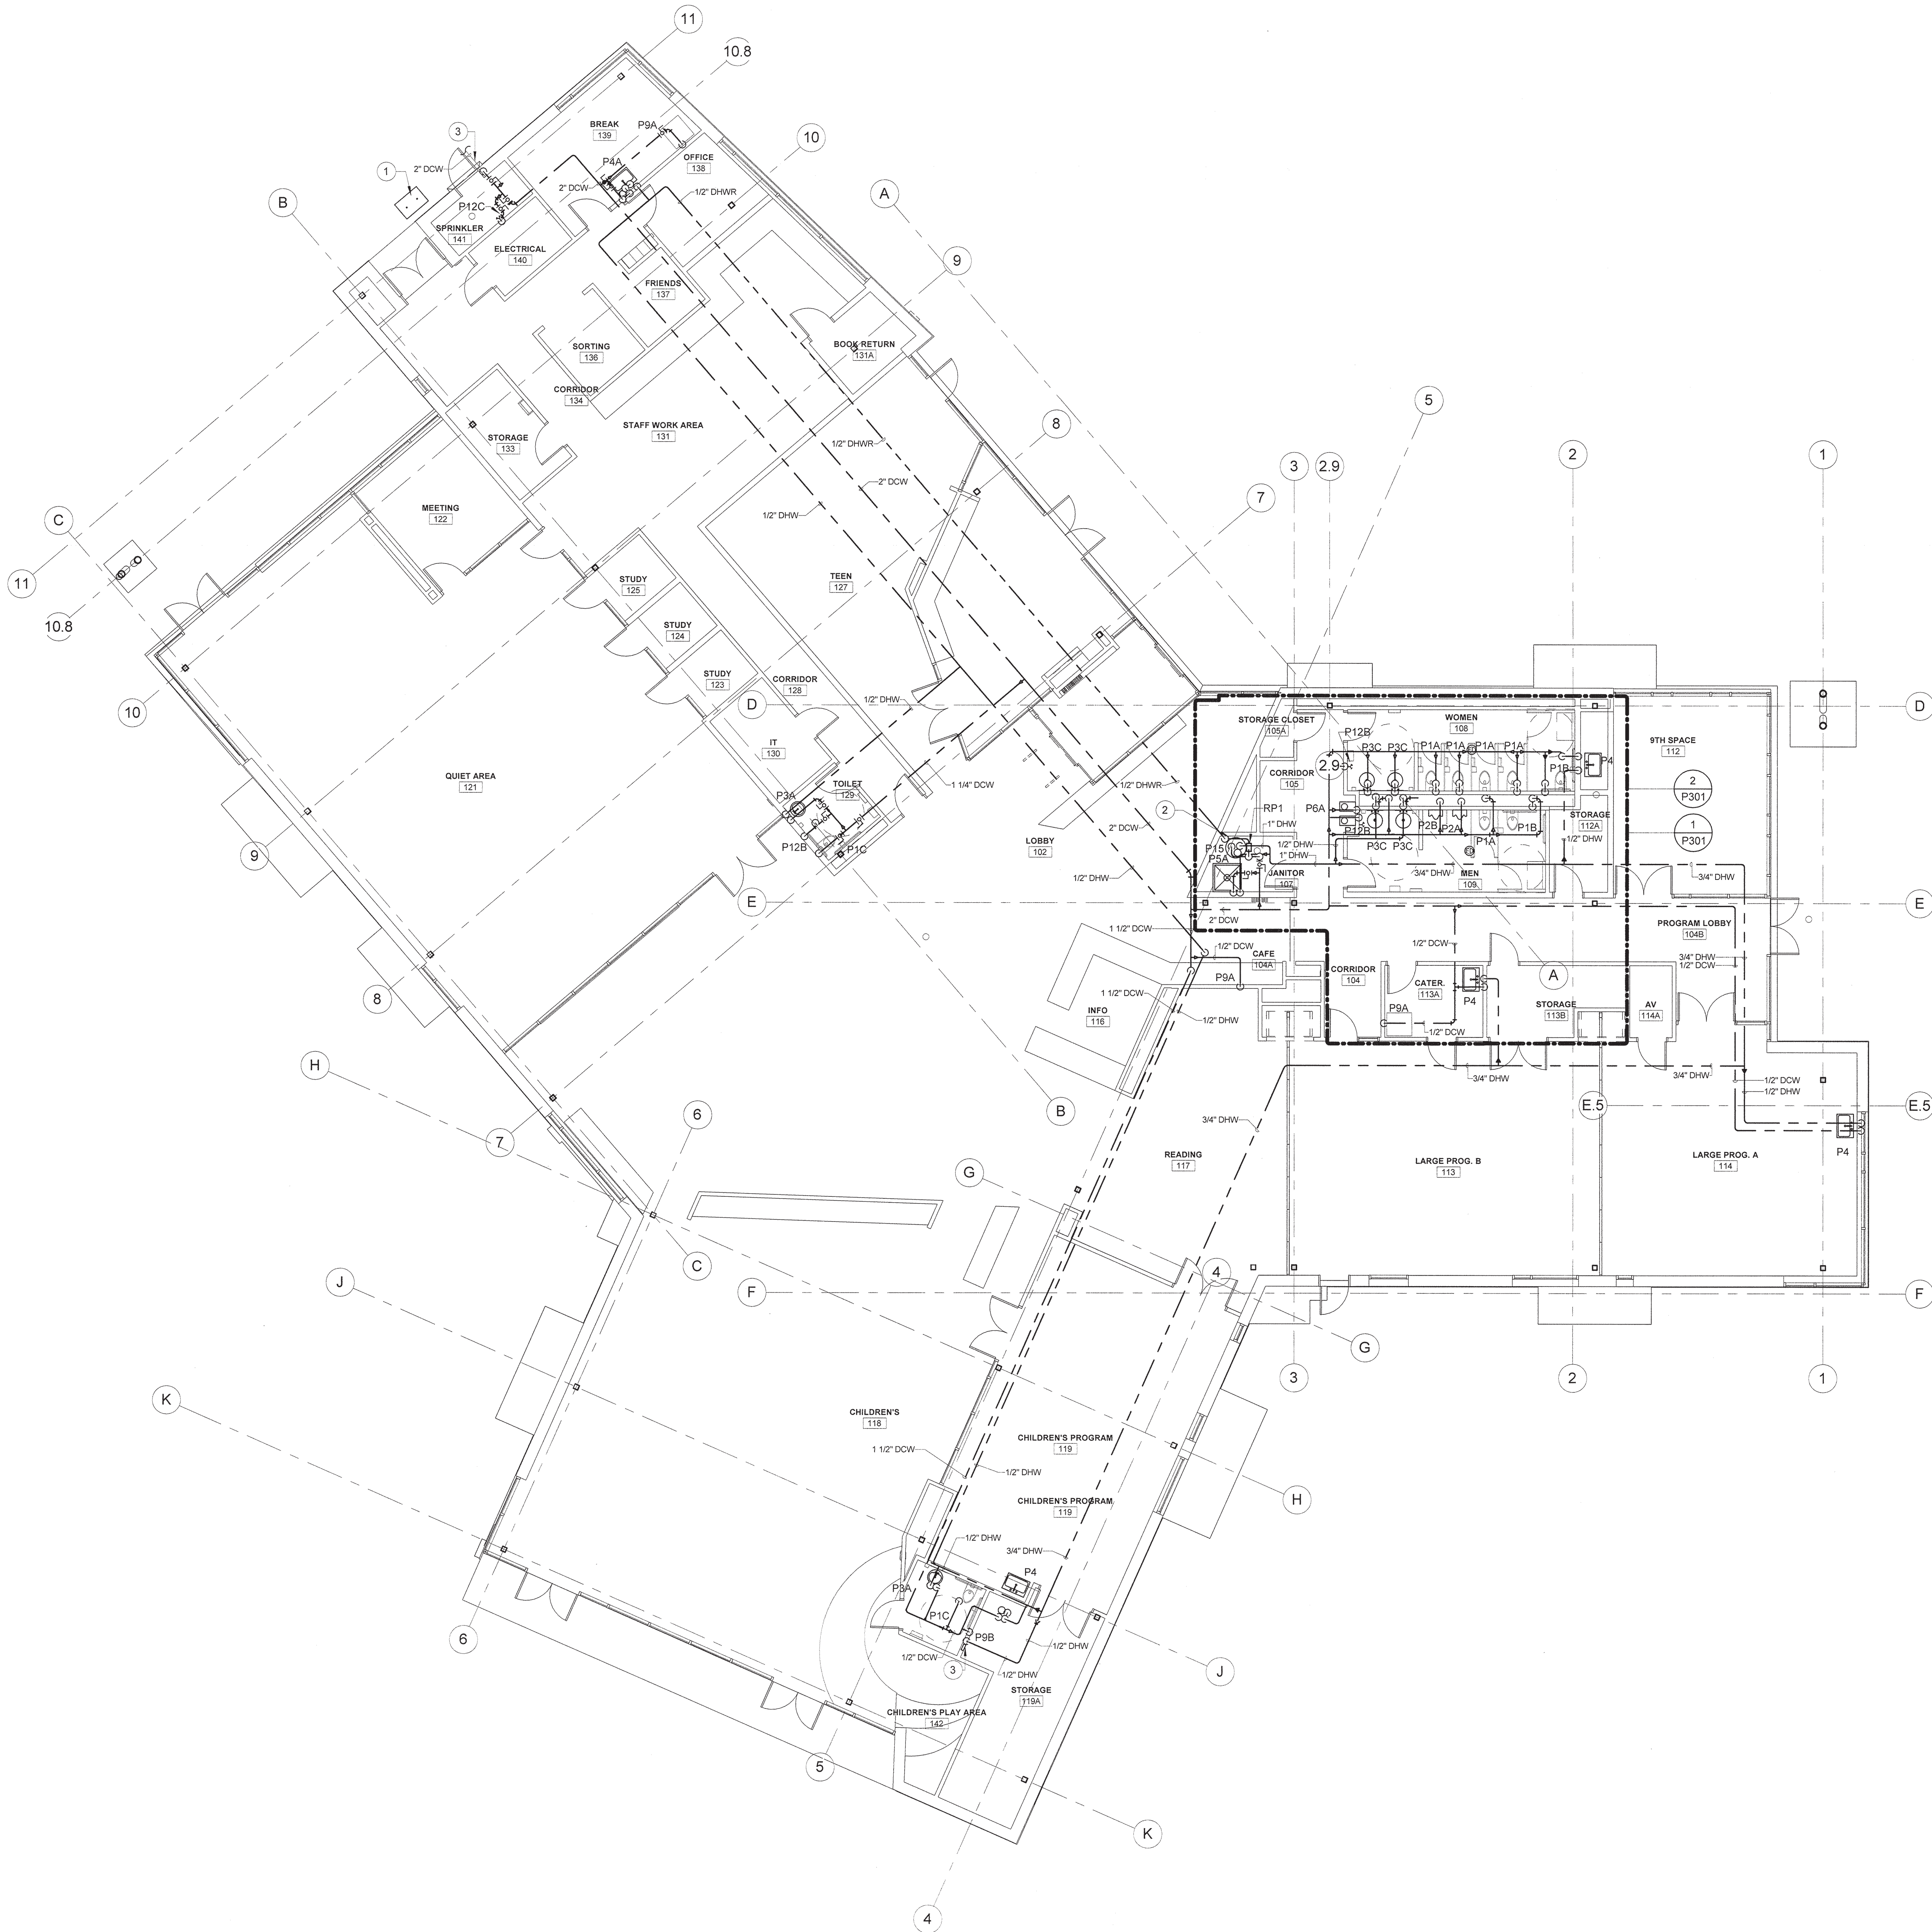 11
10.8
3
BREAK
139
P9A
10
2" DCW
OFFICE
138
P4A
1
2" DCW
1/2" DHWR
A
B
P12C
SPRINKLER
141
ELECTRICAL
140
9
FRIENDS
137
BOOK RETURN
131A
SORTING
136
CORRIDOR
134
5
STAFF WORK AREA
131
8
STORAGE
133
1/2" DHWR
2
1
3
2.9
2" DCW
7
MEETING
122
1/2" DHW
C
11
STUDY
125
TEEN
127
10.8
STUDY
124
STUDY
123
CORRIDOR
128
1/2" DHW
D
D
10
STORAGE CLOSET
105A
WOMEN
108
P12B
P3C
P3C
P1A
P1A
P1A
P1A
9TH SPACE
112
IT
130
2.9
P1B
P4
QUIET AREA
121
CORRIDOR
105
TOILET
129
1 1/4" DCW
1/2" DHWR
2
P301
P3A
2
RP1
P6A
STORAGE
112A
1" DHW
P12B
P2B
P2A
P1B
1
P301
2" DCW
P12B
P1C
LOBBY
102
P15
P5A
1/2" DHW
P3C
P3C
P1A
1/2" DHW
9
1" DHW
JANITOR
107
3/4" DHW
MEN
109
3/4" DHW
1/2" DHW
E
E
2" DCW
1 1/2" DCW
PROGRAM LOBBY
104B
1/2" DCW
1/2" DCW
CAFE
104A
3/4" DHW
1/2" DCW
CORRIDOR
104
CATER.
113A
A
P9A
8
1 1/2" DCW
P4
STORAGE
113B
AV
114A
INFO
116
P9A
1/2" DHW
1/2" DCW
H
3/4" DHW
3/4" DHW
1/2" DCW
1/2" DHW
B
E.5
E.5
6
3/4" DHW
7
P4
READING
117
LARGE PROG. B
113
LARGE PROG. A
114
G
C
4
J
F
F
G
3
2
1
K
CHILDREN'S
118
CHILDREN'S PROGRAM
119
1 1/2" DCW
1/2" DHW
H
CHILDREN'S PROGRAM
119
1/2" DHW
3/4" DHW
P4
P3A
P1C
6
P9B
1/2" DHW
1/2" DCW
3
1/2" DHW
J
STORAGE
119A
CHILDREN'S PLAY AREA
142
5
K
4